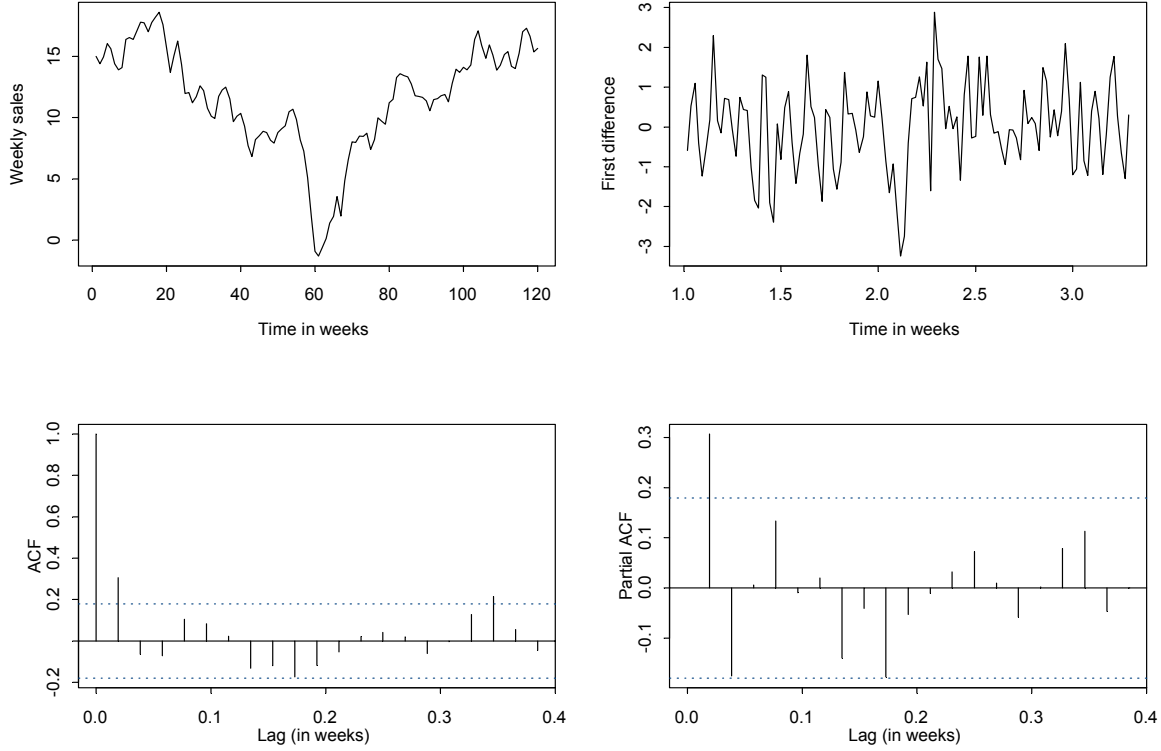 Weekly sales
15
10
5
0
0 20 40 60 80 100 120
Time in weeks
First difference
3
2
1
0
-1
-2
-3
1.0 1.5 2.0 2.5 3.0
Time in weeks
ACF
1.0
0.8
0.6
0.4
0.2
-0.2
0.0 0.1 0.2 0.3 0.4
Lag (in weeks)
Partial ACF
0.3
0.2
0.1
0.0
-0.1
0.0 0.1 0.2 0.3 0.4
Lag (in weeks)